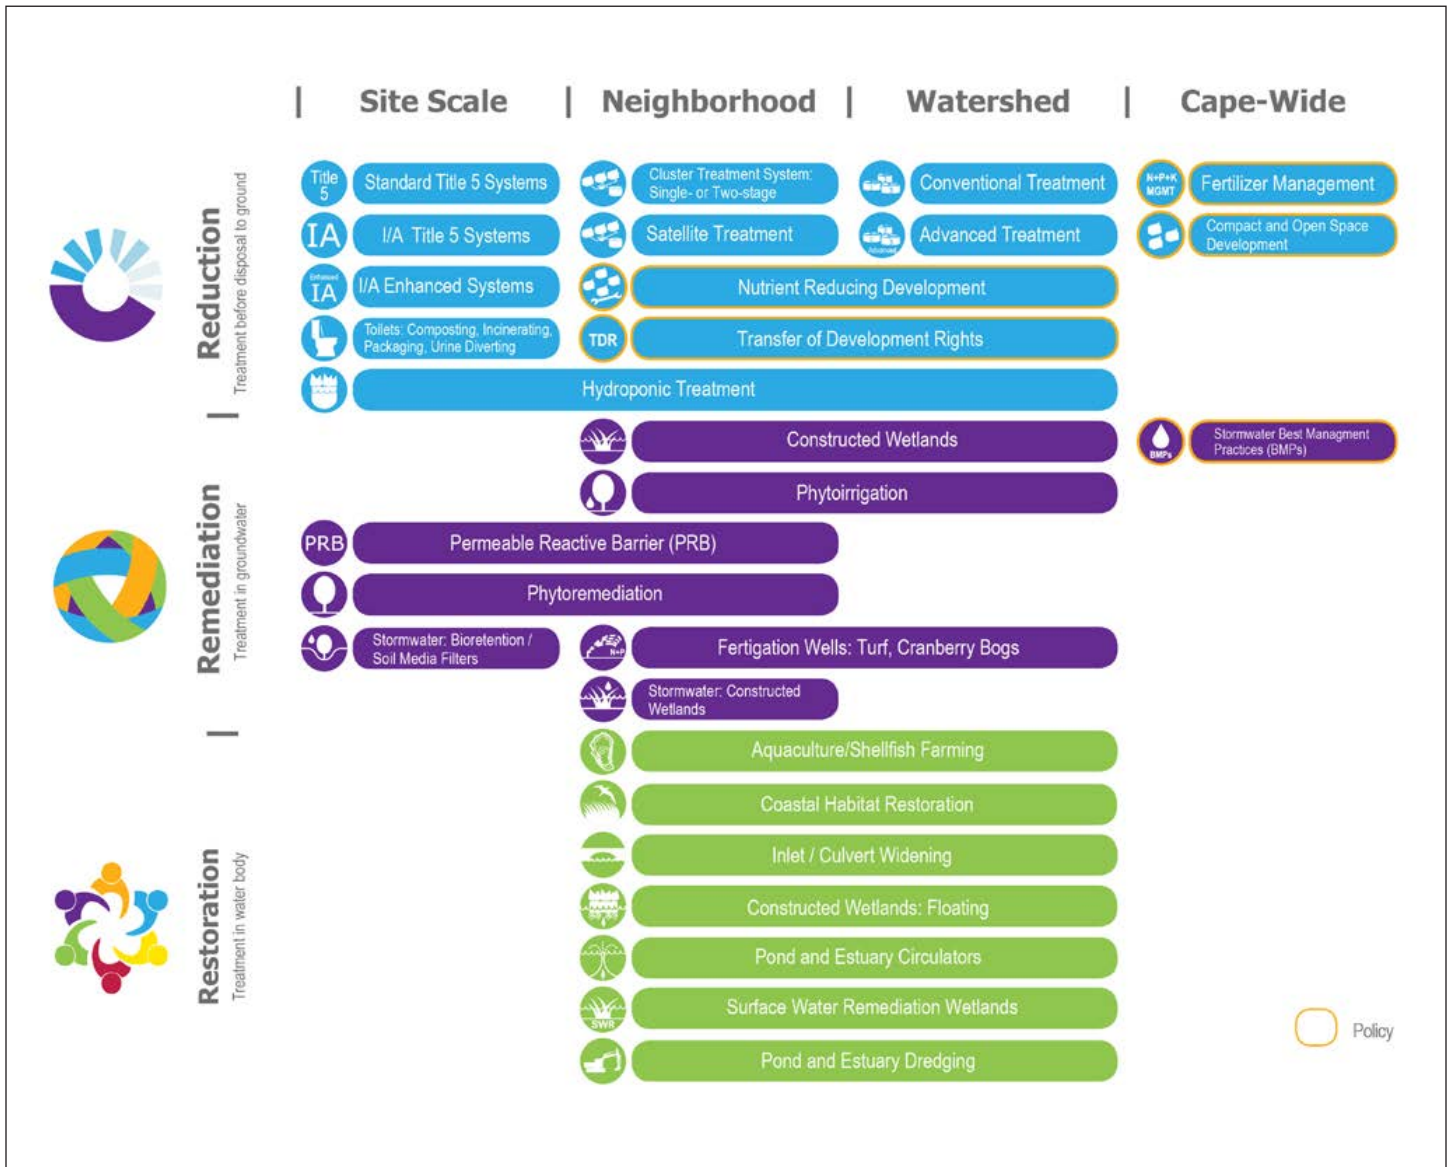 | Site Scale | Neighborhood | Watershed | Cape-Wide
Reduction
Treatment before disposal to ground
Title
5
Standard Title 5 Systems
Cluster Treatment System:
Single- or Two-stage
Conventional Treatment
N+P+K
MGMT
Fertilizer Management
IA
I/A Title 5 Systems
Satellite Treatment
Advanced
Advanced Treatment
Compact and Open Space
Development
Enhanced
IA
I/A Enhanced Systems
Nutrient Reducing Development
Toilets: Composting, Incinerating,
Packaging, Urine Diverting
TDR
Transfer of Development Rights
Hydroponic Treatment
Remediation
Treatment in groundwater
Constructed Wetlands
BMPs
Stormwater Best Managment
Practices (BMPs)
Phytoirrigation
PRB
Permeable Reactive Barrier (PRB)
Phytoremediation
Stormwater: Bioretention /
Soil Media Filters
N+P
Fertigation Wells: Turf, Cranberry Bogs
Stormwater: Constructed
Wetlands
Restoration
Treatment in water body
Aquaculture/Shellfish Farming
Coastal Habitat Restoration
Inlet / Culvert Widening
Constructed Wetlands: Floating
Pond and Estuary Circulators
SWR
Surface Water Remediation Wetlands
Pond and Estuary Dredging
Policy